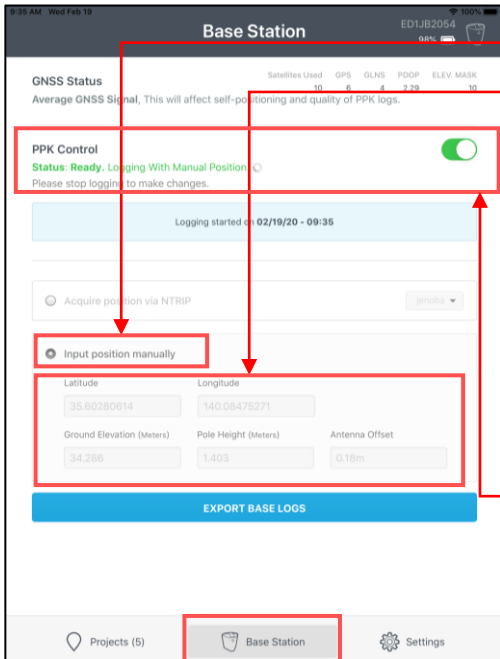 9:35 AM Wed Feb 19
100%
Base Station
ED1JB2054
98%
GNSS Status
Satellites Used GPS GLNS PDOP ELEV. MASK
10 6 4 2.29 10
Average GNSS Signal, This will affect self-positioning and quality of PPK logs.
PPK Control
Status: Ready. Logging With Manual Position
Please stop logging to make changes.
Logging started on 02/19/20 - 09:35
Acquire position via NTRIP
jenoba
Input position manually
Latitude Longitude
35.60280614 140.08475271
Ground Elevation (Meters) Pole Height (Meters) Antenna Offset
34.286 1.403 0.18m
EXPORT BASE LOGS
Projects (5) Base Station Settings